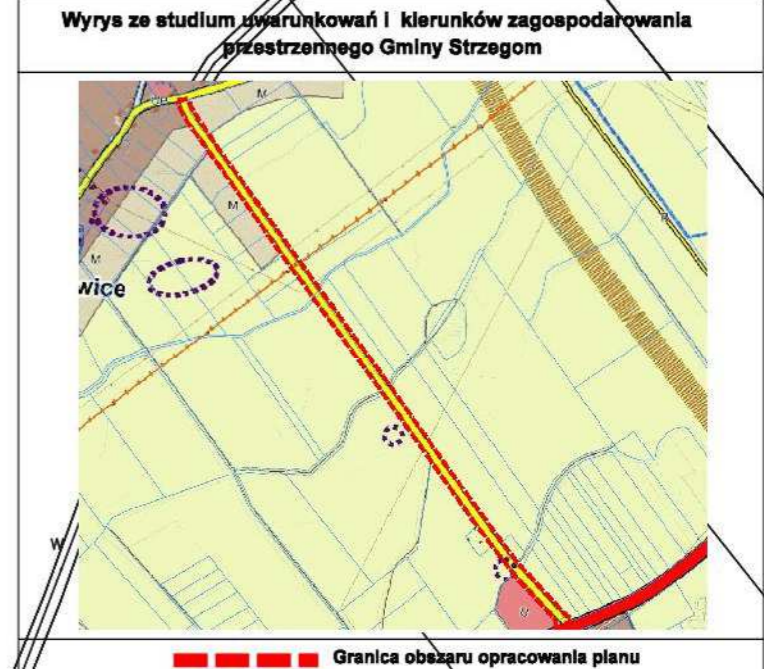 Wyrys ze studium uwarunkowań i kierunków zagospodarowania
przestrzennego Gminy Strzegom
M
M
M
wice
R
W
U
Granica obszaru opracowania planu